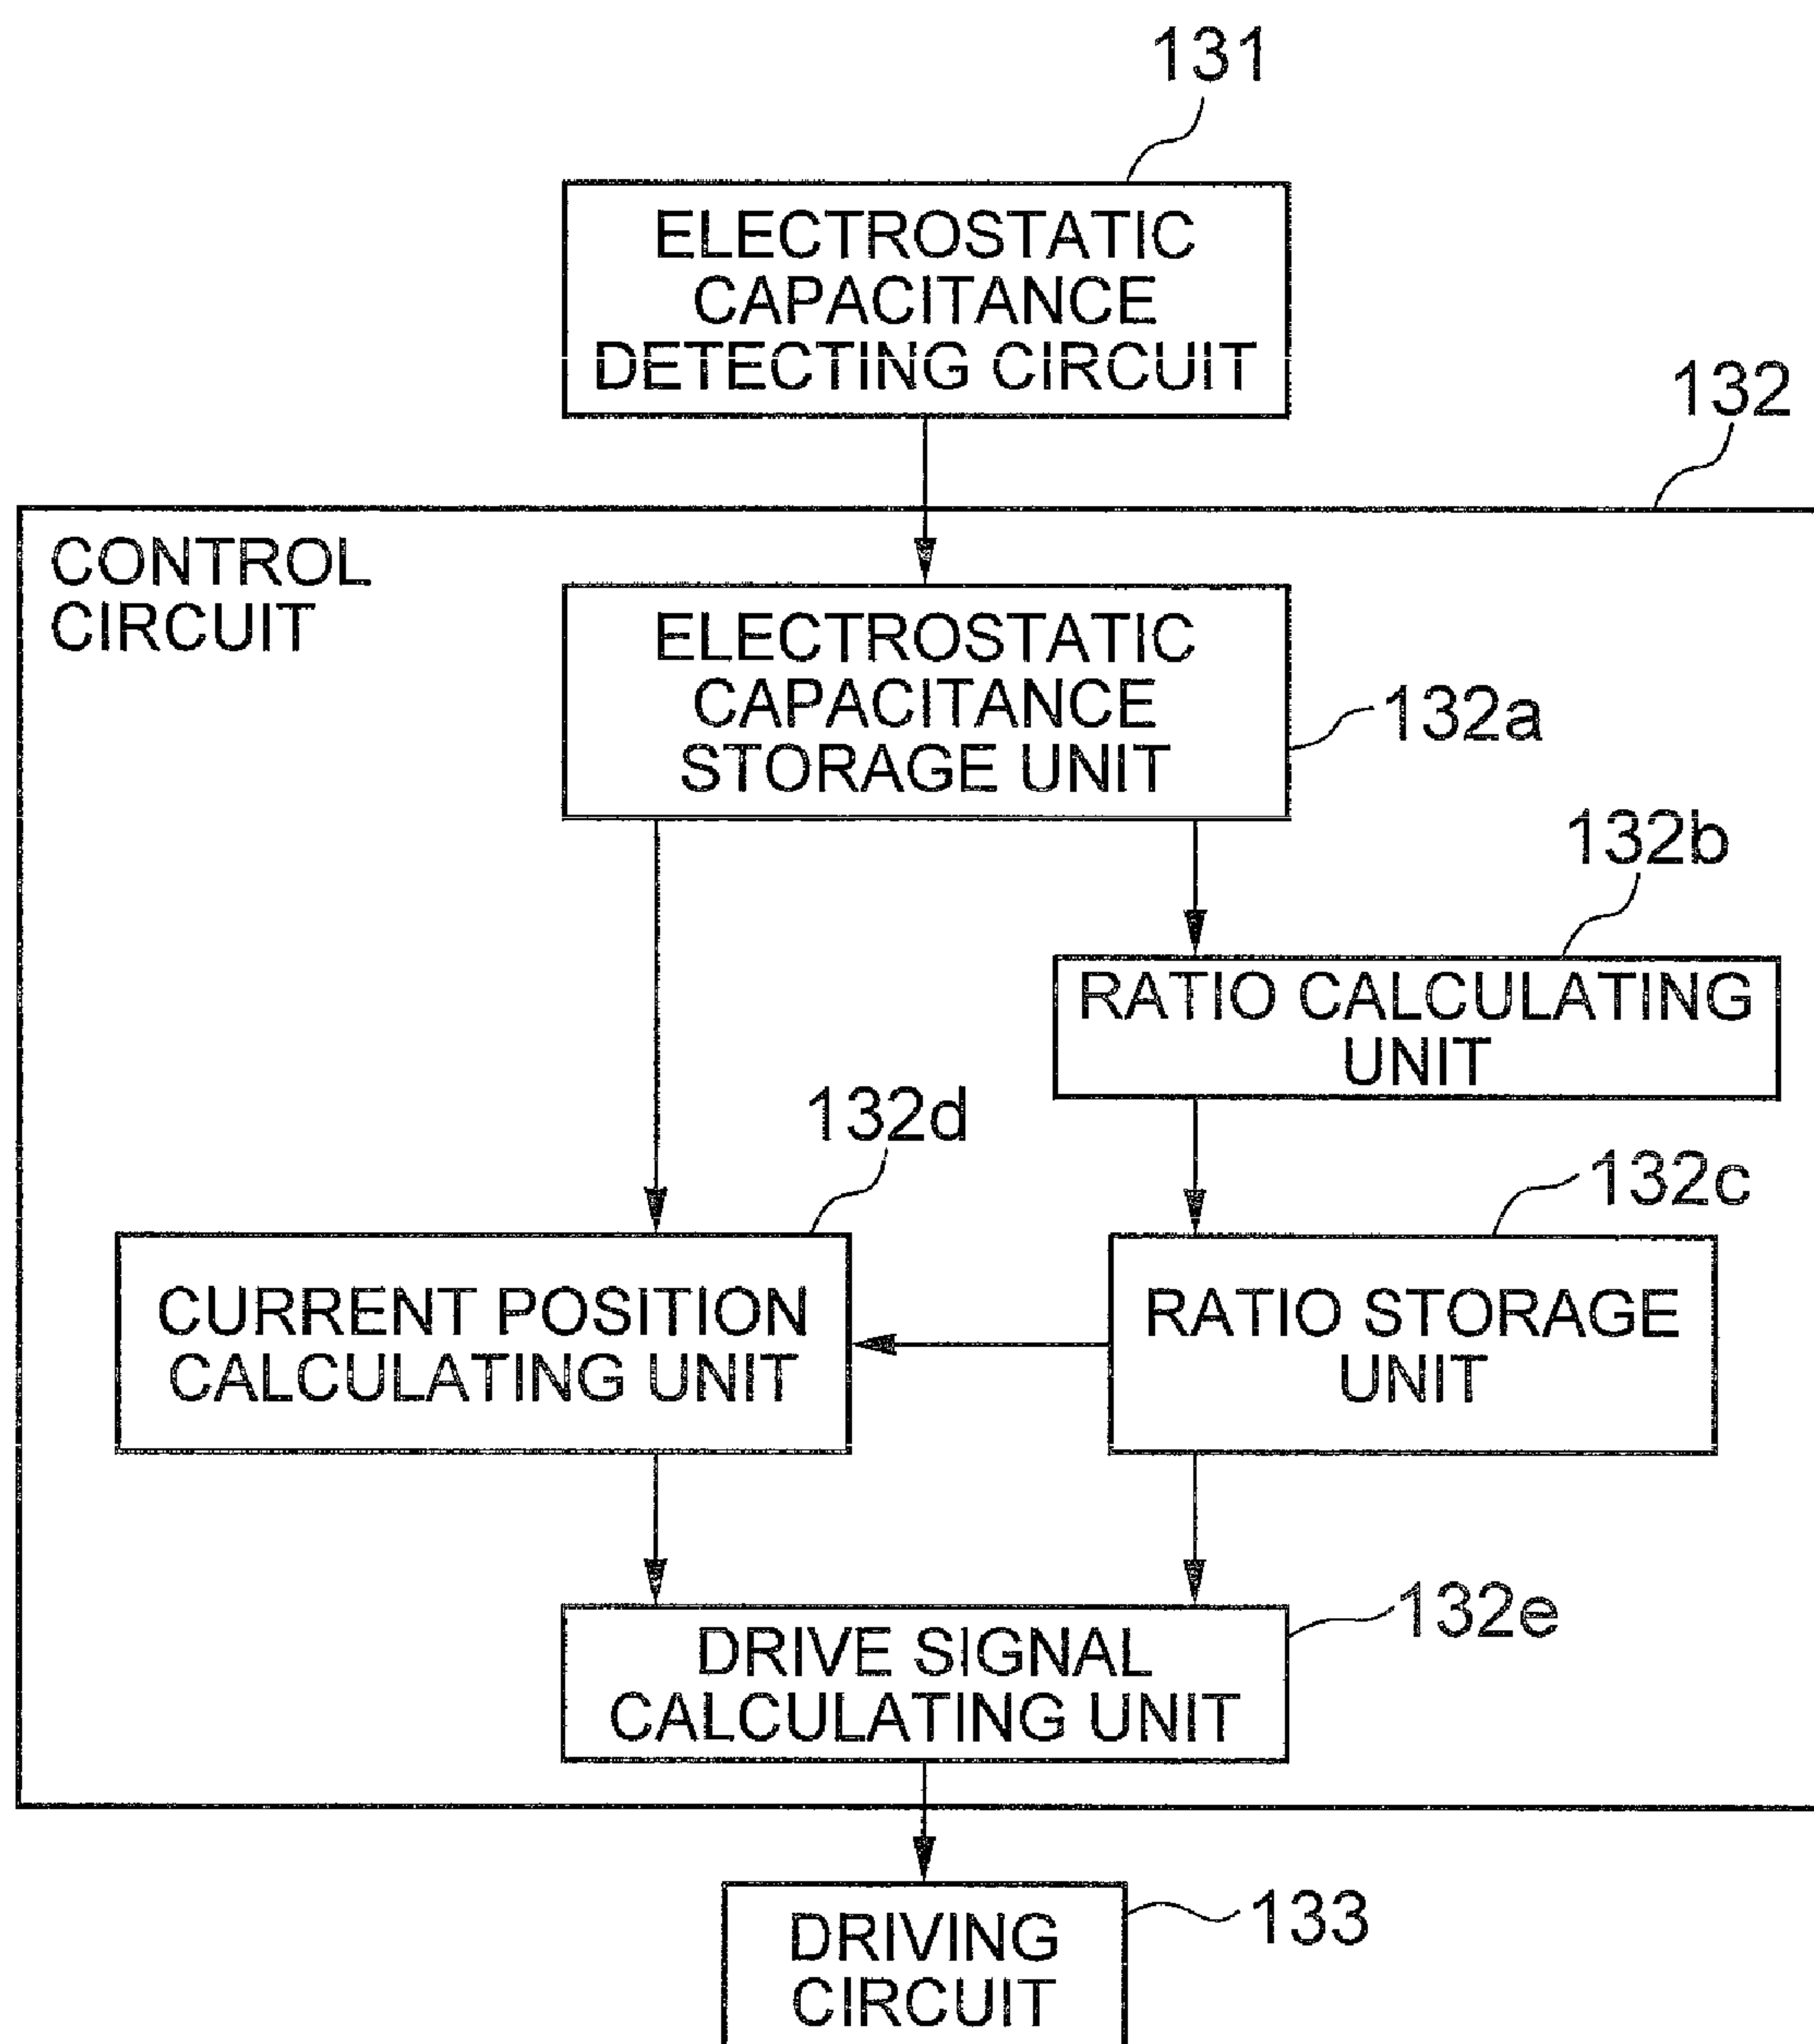 131
ELECTROSTATIC
CAPACITANCE
DETECTING CIRCUIT
132
CONTROL
CIRCUIT
ELECTROSTATIC
CAPACITANCE
STORAGE UNIT
132a
132b
RATIO CALCULATING
UNIT
132d
132c
CURRENT POSITION
CALCULATING UNIT
RATIO STORAGE
UNIT
132e
DRIVE SIGNAL
CALCULATING UNIT
133
DRIVING
CIRCUIT